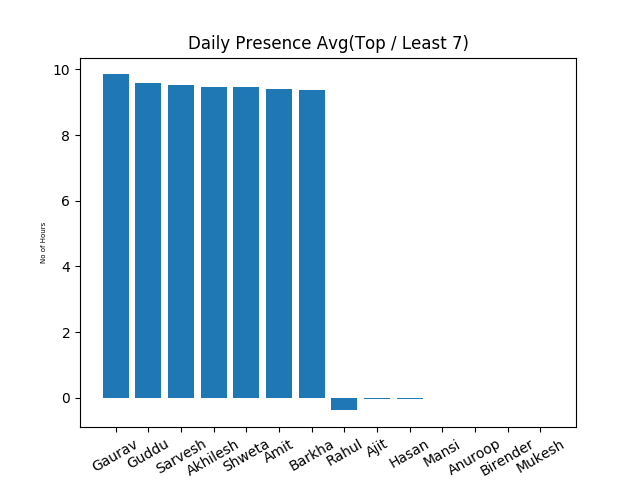 Daily Presence Avg(Top / Least 7)
No of Hours
10
8
6
4
2
0
Gaurav
Guddu
Sarvesh
Akhilesh
Shweta
Amit
Barkha
Rahul
Ajit
Hasan
Mansi
Anuroop
Birender
Mukesh